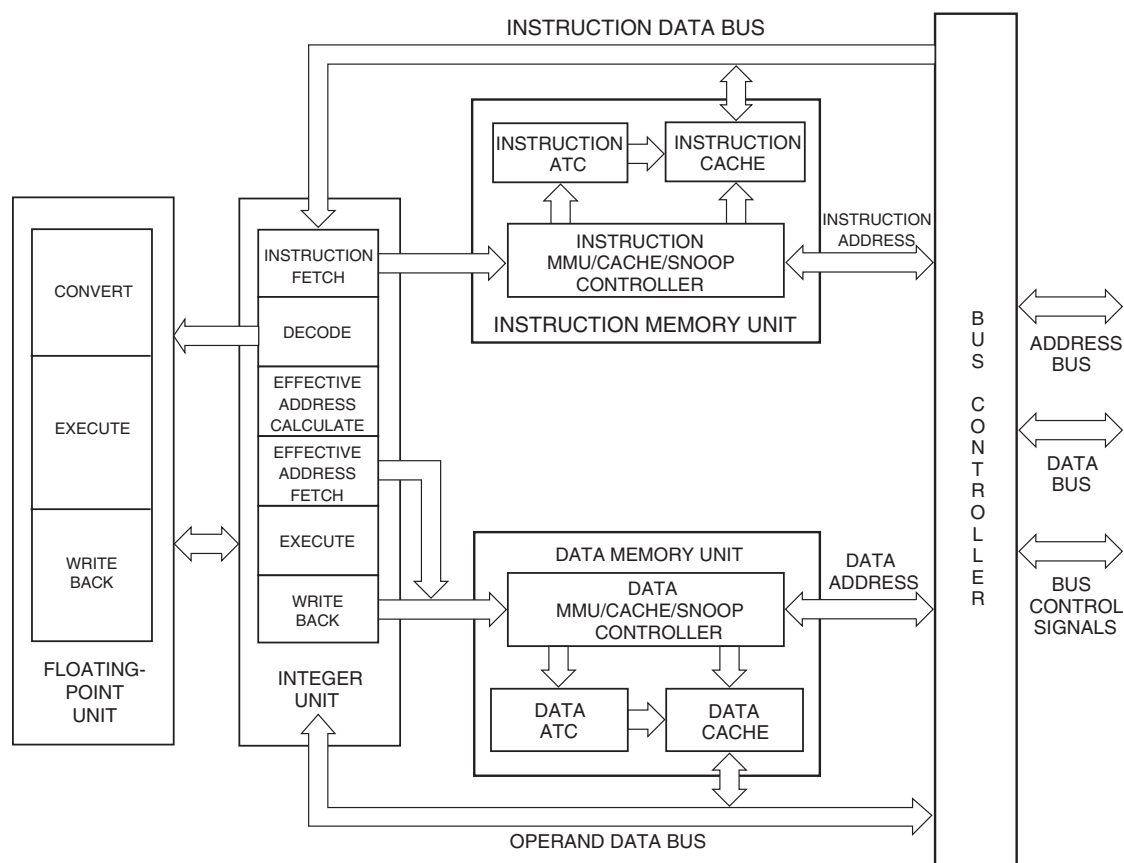 INSTRUCTION DATA BUS
INSTRUCTION
ATC
INSTRUCTION
CACHE
INSTRUCTION
MMU/CACHE/SNOOP
CONTROLLER
INSTRUCTION MEMORY UNIT
INSTRUCTION
ADDRESS
CONVERT
EXECUTE
WRITE
BACK
FLOATING-
POINT
UNIT
INSTRUCTION
FETCH
DECODE
EFFECTIVE
ADDRESS
CALCULATE
EFFECTIVE
ADDRESS
FETCH
EXECUTE
WRITE
BACK
INTEGER
UNIT
DATA MEMORY UNIT
DATA
MMU/CACHE/SNOOP
CONTROLLER
DATA
ATC
DATA
CACHE
DATA
ADDRESS
OPERAND DATA BUS
BUS CONTROLLER
ADDRESS
BUS
DATA
BUS
BUS
CONTROL
SIGNALS